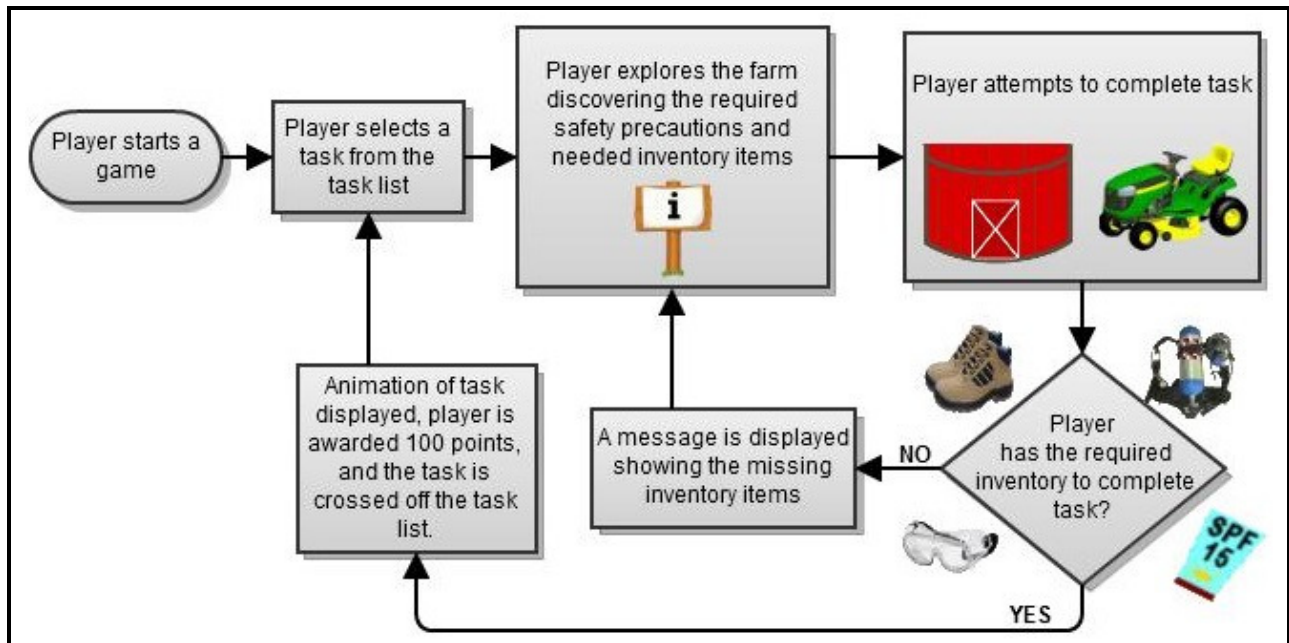 Player starts a
game
Player selects a
task from the
task list
Player explores the farm
discovering the required
safety precautions and
needed inventory items
i
Player attempts to complete task
Player
has the required
inventory to complete
task?
NO
A message is displayed
showing the missing
inventory items
YES
Animation of task
displayed, player is
awarded 100 points,
and the task is
crossed off the task
list.
SPF
15